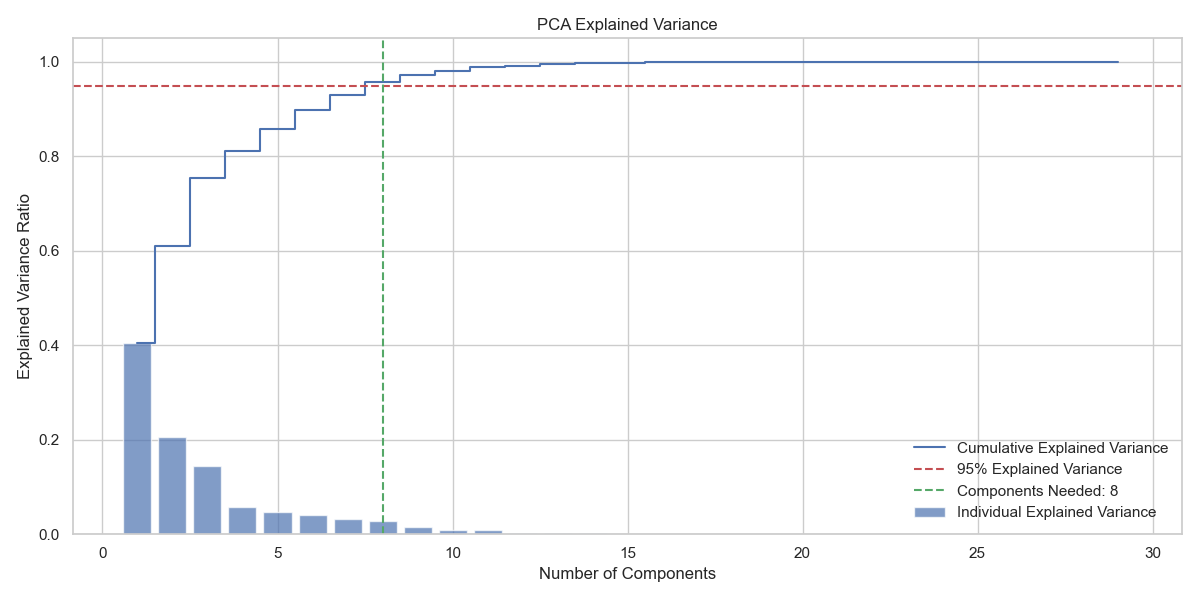 PCA Explained Variance
1.0
0.8
0.6
0.4
0.2
0.0
Explained Variance Ratio
Cumulative Explained Variance
95% Explained Variance
Components Needed: 8
Individual Explained Variance
0 5 10 15 20 25 30
Number of Components